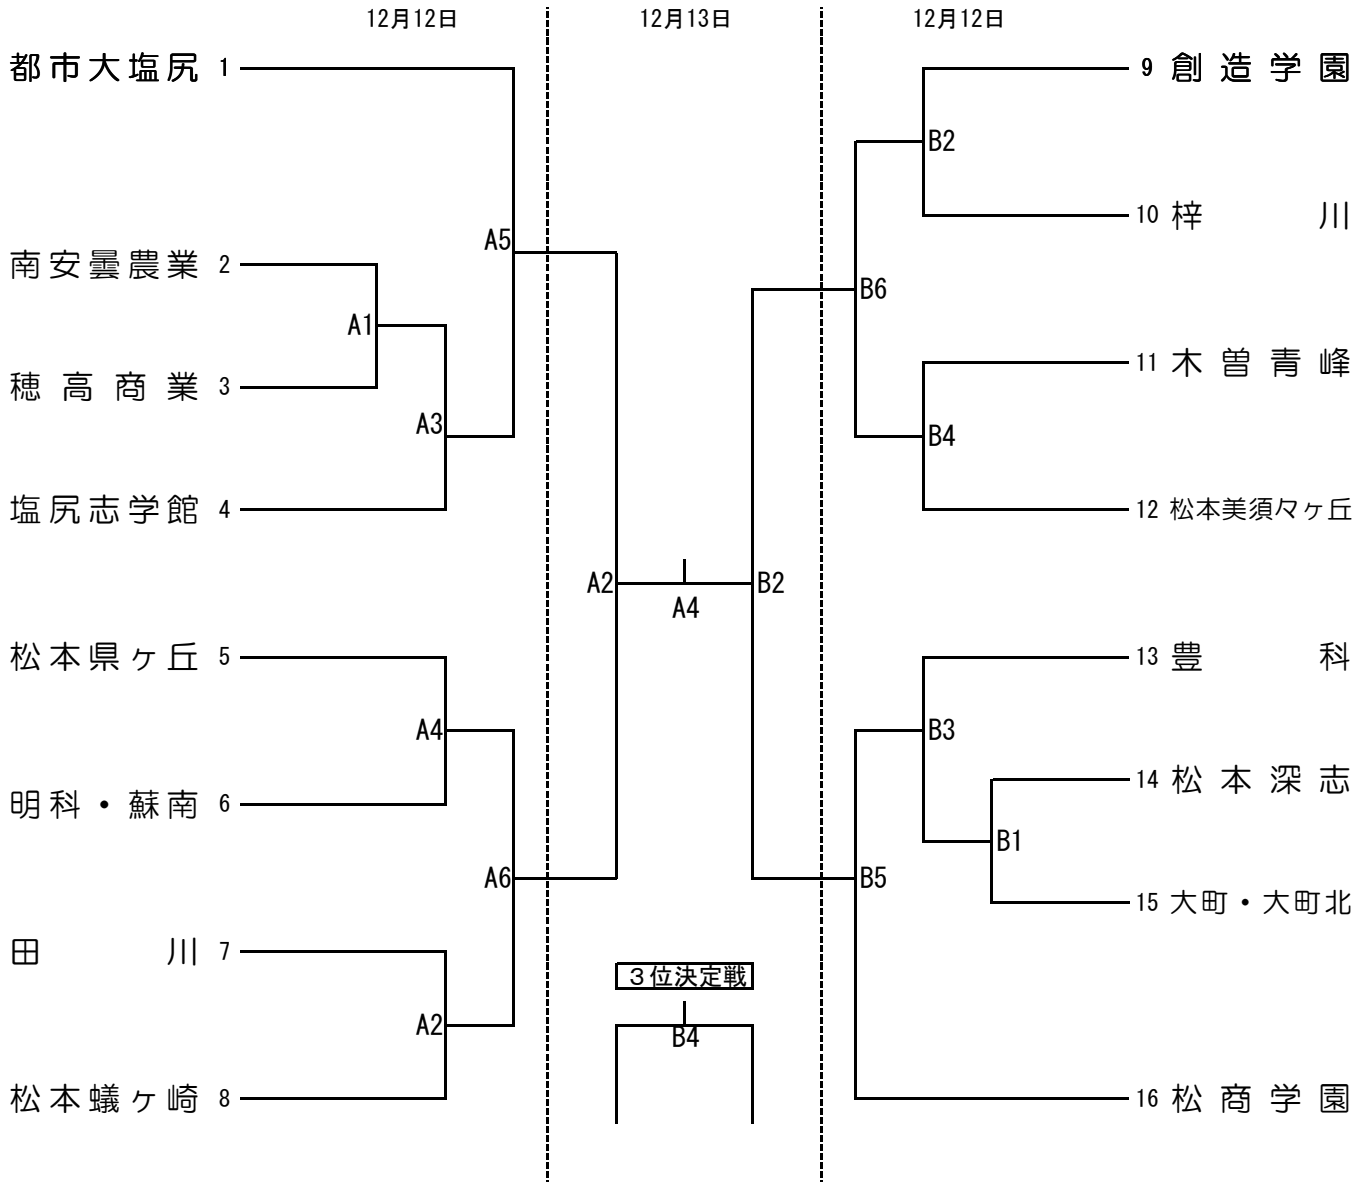 12月12日 12月13日 12月12日
都市大塩尻 1
南安曇農業 2
穂高商業 3
塩尻志学館 4
松本県ヶ丘 5
明科・蘇南 6
田川 7
松本蟻ヶ崎 8
A5
A1
A3
A4
A6
A2
A2
A4
B2
3位決定戦
B4
9 創造学園
10 梓川
11 木曽青峰
12 松本美須々ヶ丘
13 豊科
14 松本深志
15 大町・大町北
16 松商学園
B2
B6
B4
B3
B1
B5